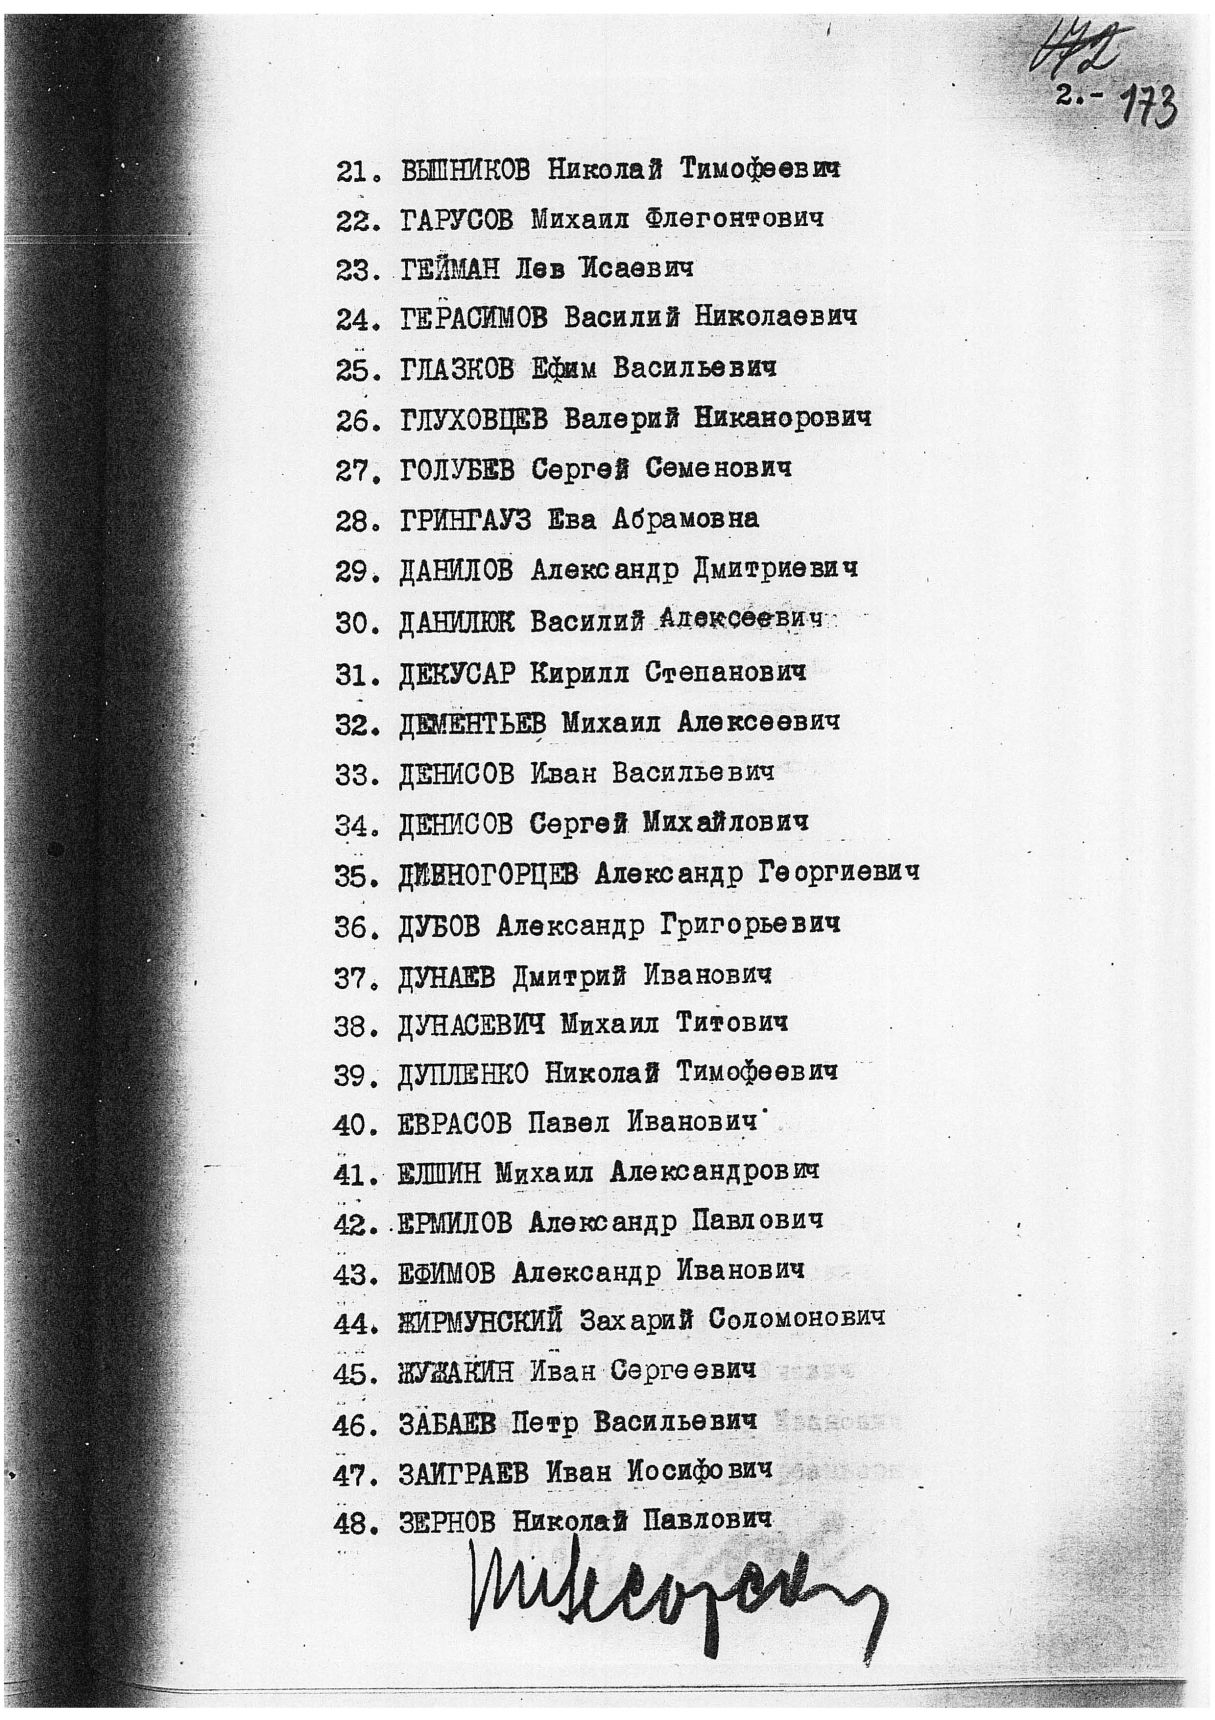 172
2.- 173
21. ВЫШНИКОВ Николай Тимофеевич
22. ГАРУСОВ Михаил Флегонтович
23. ГЕЙМАН Лев Исаевич
24. ГЕРАСИМОВ Василий Николаевич
25. ГЛАЗКОВ Ефим Васильевич
26. ГЛУХОВЦЕВ Валерий Никанорович
27. ГОЛУБЕВ Сергей Семенович
28. ГРИНГАУЗ Ева Абрамовна
29. ДАНИЛОВ Александр Дмитриевич
30. ДАНИЛЮК Василий Алексеевич
31. ДЕКУСАР Кирилл Степанович
32. ДЕМЕНТЬЕВ Михаил Алексеевич
33. ДЕНИСОВ Иван Васильевич
34. ДЕНИСОВ Сергей Михайлович
35. ДИВНОГОРЦЕВ Александр Георгиевич
36. ДУБОВ Александр Григорьевич
37. ДУНАЕВ Дмитрий Иванович
38. ДУНАСЕВИЧ Михаил Титович
39. ДУПЛЕНКО Николай Тимофеевич
40. ЕВРАСОВ Павел Иванович
41. ЕЛШИН Михаил Александрович
42. ЕРМИЛОВ Александр Павлович
43. ЕФИМОВ Александр Иванович
44. ЖИРМУНСКИЙ Захарий Соломонович
45. ЖУЖАКИН Иван Сергеевич
46. ЗАБАЕВ Петр Васильевич
47. ЗАИГРАЕВ Иван Иосифович
48. ЗЕРНОВ Николай Павлович